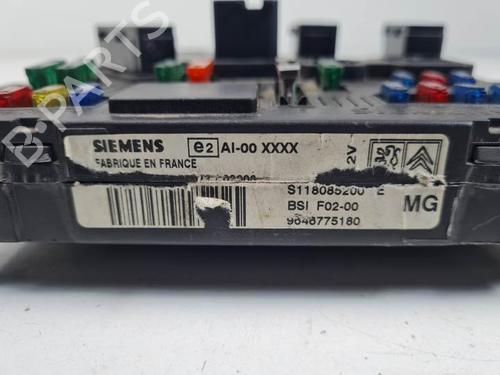 SIEMENS e2 AI-00 XXXX
FABRIQUE EN FRANCE
2V
S118085200 E
BSI F02-00
MG
9646775180
B-PARTS